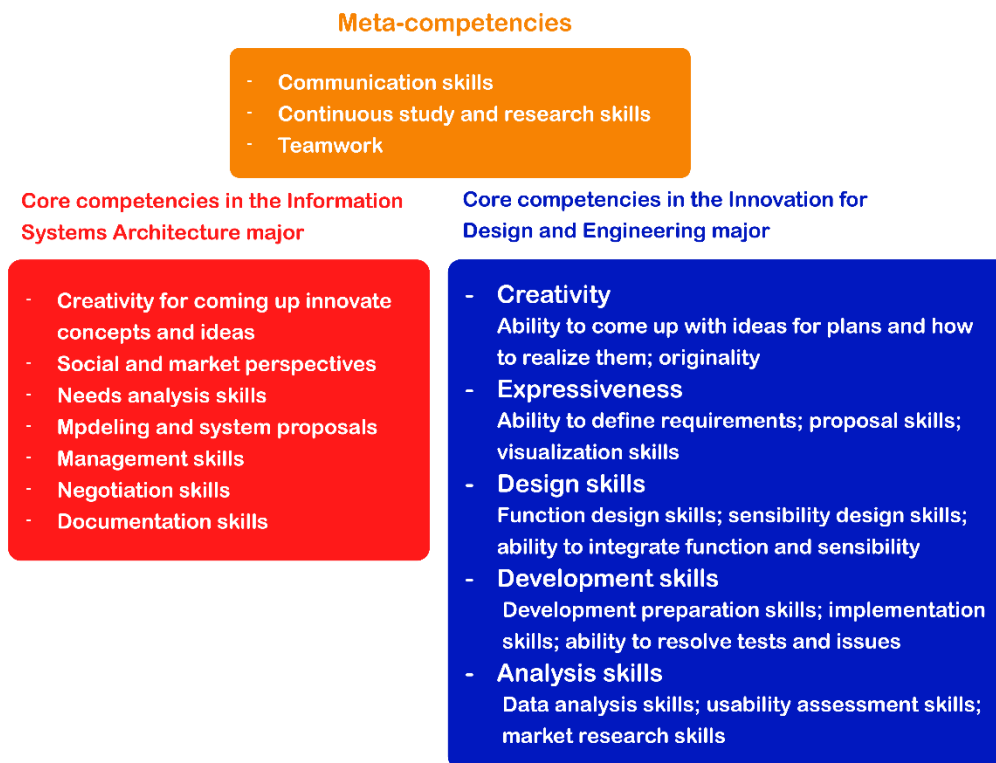 Meta-competencies
- Communication skills
- Continuous study and research skills
- Teamwork
Core competencies in the Information
Systems Architecture major
- Creativity for coming up innovate
concepts and ideas
- Social and market perspectives
- Needs analysis skills
- Mpdeling and system proposals
- Management skills
- Negotiation skills
- Documentation skills
Core competencies in the Innovation for
Design and Engineering major
- Creativity
Ability to come up with ideas for plans and how
to realize them; originality
- Expressiveness
Ability to define requirements; proposal skills;
visualization skills
- Design skills
Function design skills; sensibility design skills;
ability to integrate function and sensibility
- Development skills
Development preparation skills; implementation
skills; ability to resolve tests and issues
- Analysis skills
Data analysis skills; usability assessment skills;
market research skills